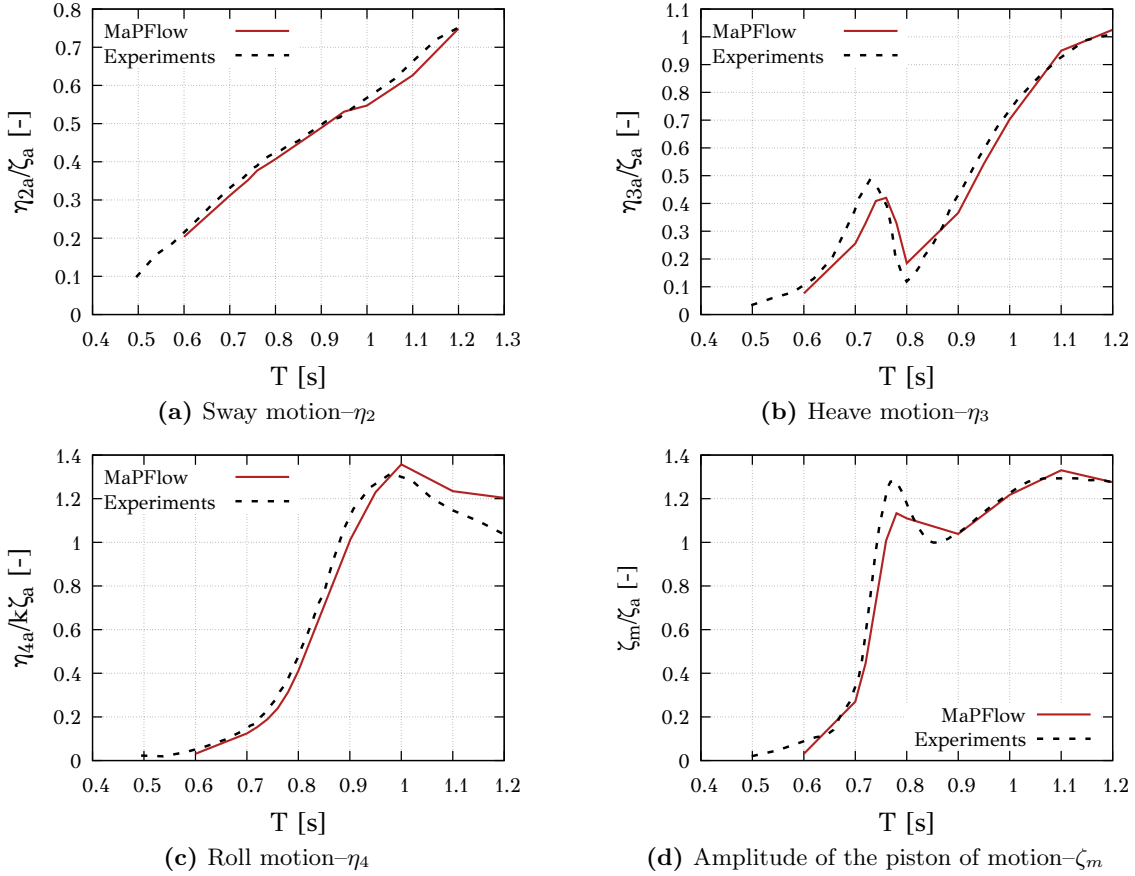 0.8
0.7
0.6
0.5
0.4
0.3
0.2
0.1
0
0.4 0.5 0.6 0.7 0.8 0.9 1 1.1 1.2 1.3
η2a/ζa [-]
T [s]
MaPFlow
Experiments
(a) Sway motion–η2
1.1
1
0.9
0.8
0.7
0.6
0.5
0.4
0.3
0.2
0.1
0
0.4 0.5 0.6 0.7 0.8 0.9 1 1.1 1.2
η3a/ζa [-]
T [s]
MaPFlow
Experiments
(b) Heave motion–η3
1.4
1.2
1
0.8
0.6
0.4
0.2
0
0.4 0.5 0.6 0.7 0.8 0.9 1 1.1 1.2
η4a/kζa [-]
T [s]
MaPFlow
Experiments
(c) Roll motion–η4
1.4
1.2
1
0.8
0.6
0.4
0.2
0
0.4 0.5 0.6 0.7 0.8 0.9 1 1.1 1.2
ζm/ζa [-]
T [s]
MaPFlow
Experiments
(d) Amplitude of the piston of motion–ζm